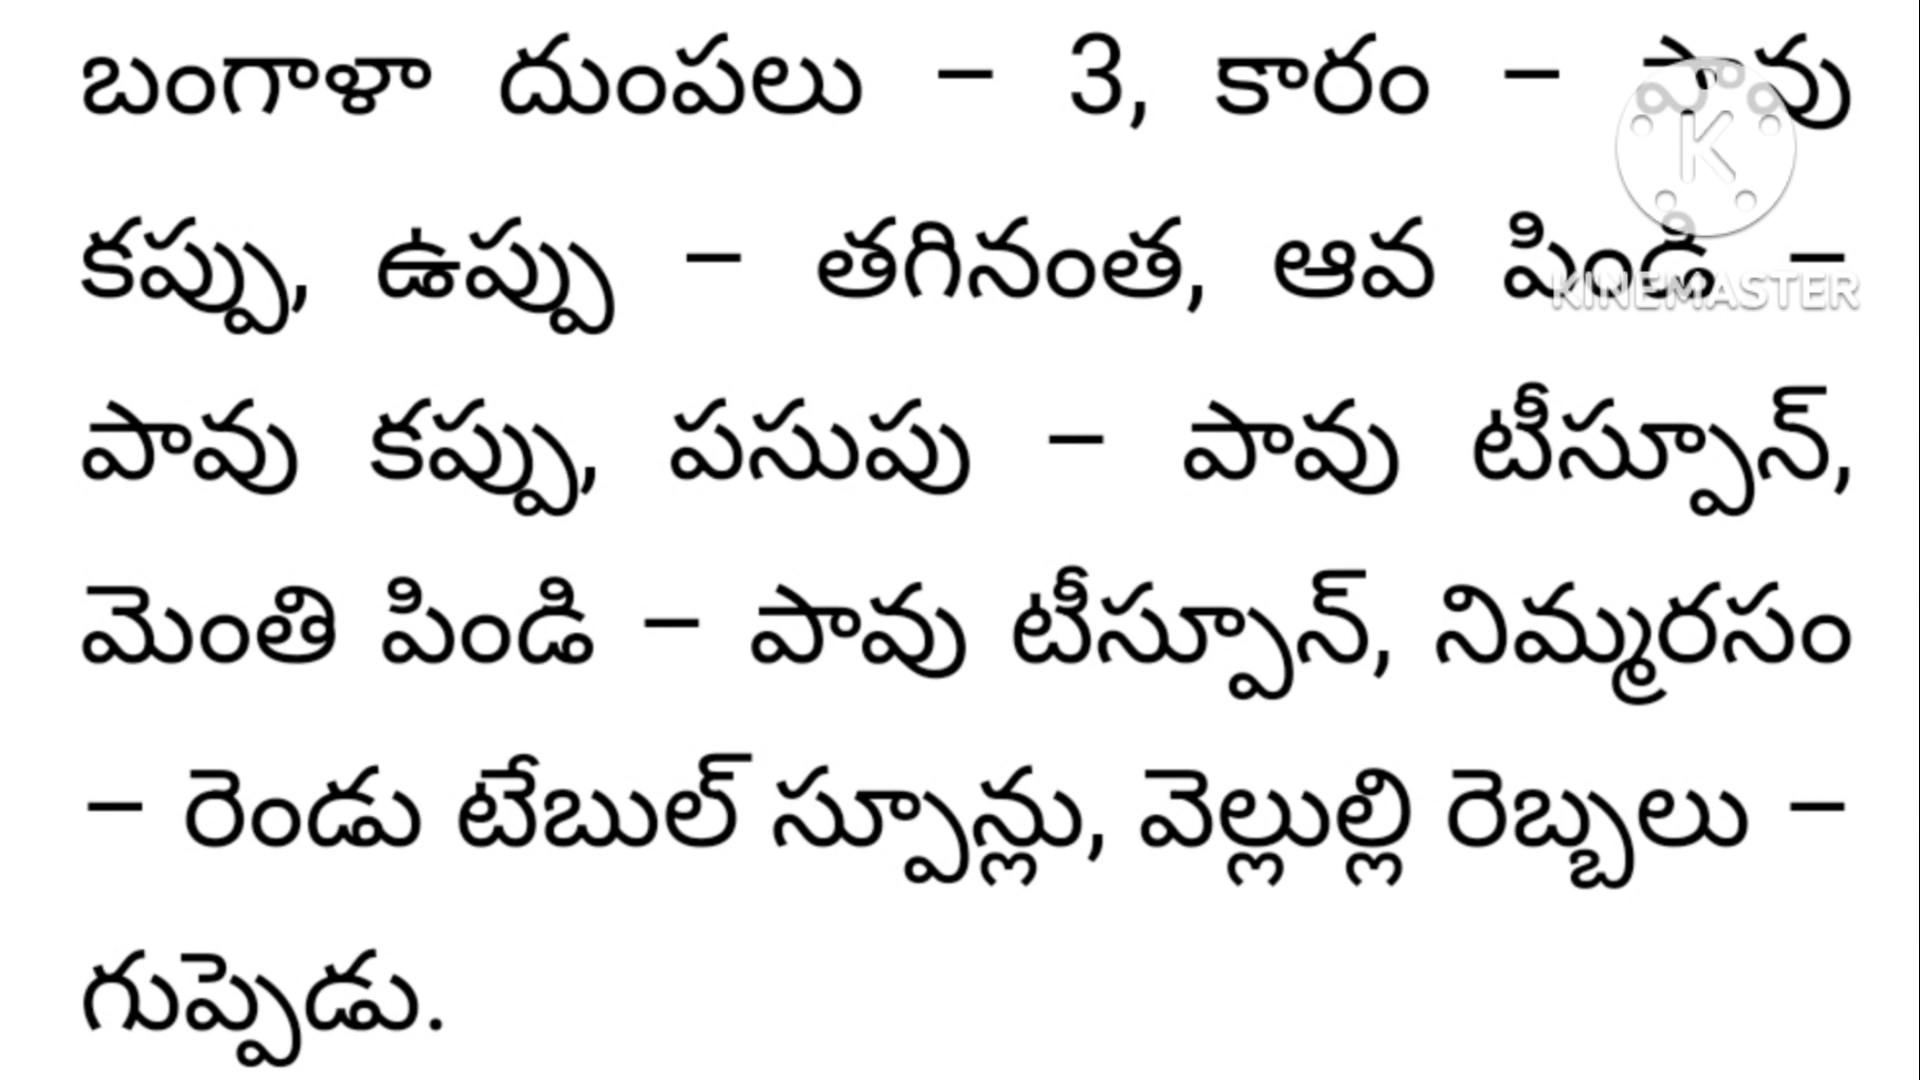 బంగాళా దుంపలు – 3, కారం – పావు
కప్పు, ఉప్పు – తగినంత, ఆవ పిండి –
పావు కప్పు, పసుపు – పావు టీస్పూన్,
మెంతి పిండి – పావు టీస్పూన్, నిమ్మరసం
– రెండు టేబుల్ స్పూన్లు, వెల్లుల్లి రెబ్బలు –
గుప్పెడు.
K
KINEMASTER